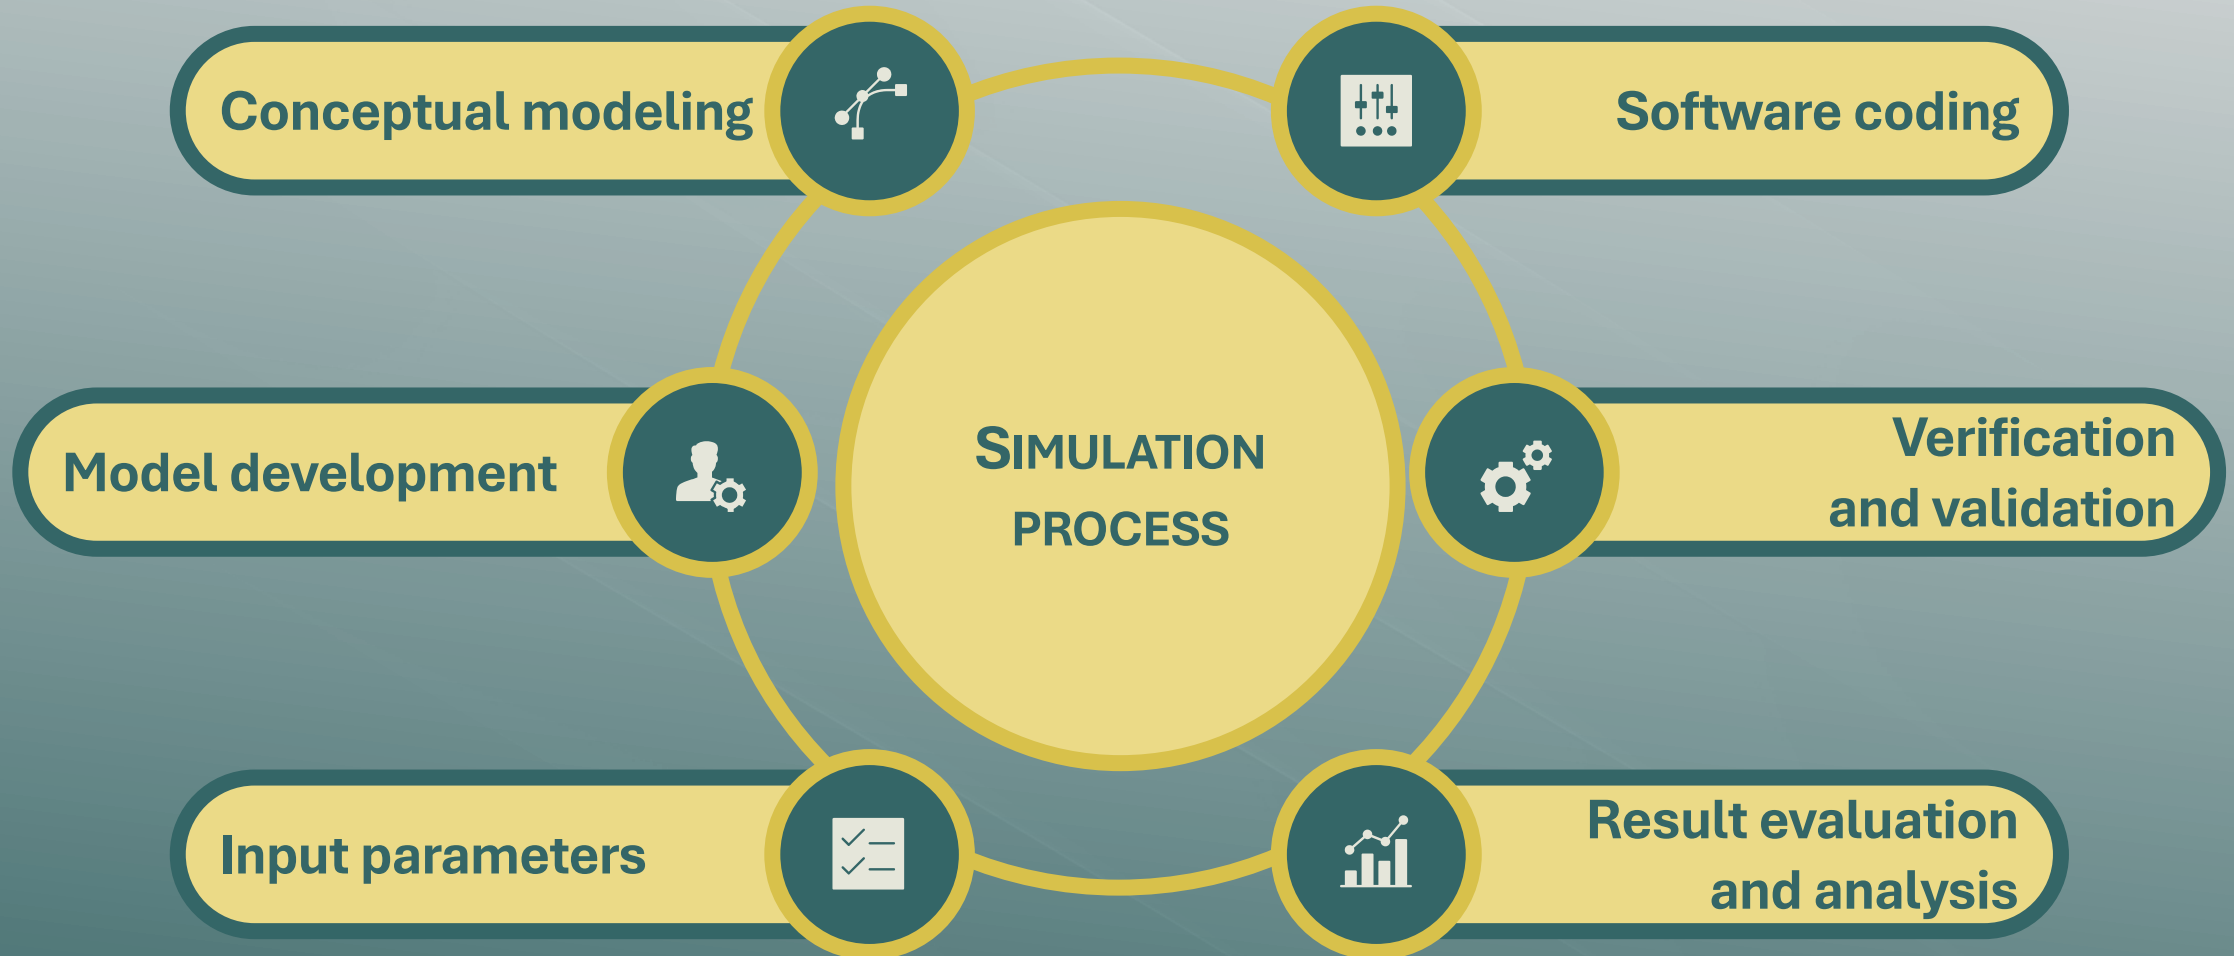 Conceptual modeling
Software coding
Model development
SIMULATION
PROCESS
Verification
and validation
Input parameters
Result evaluation
and analysis